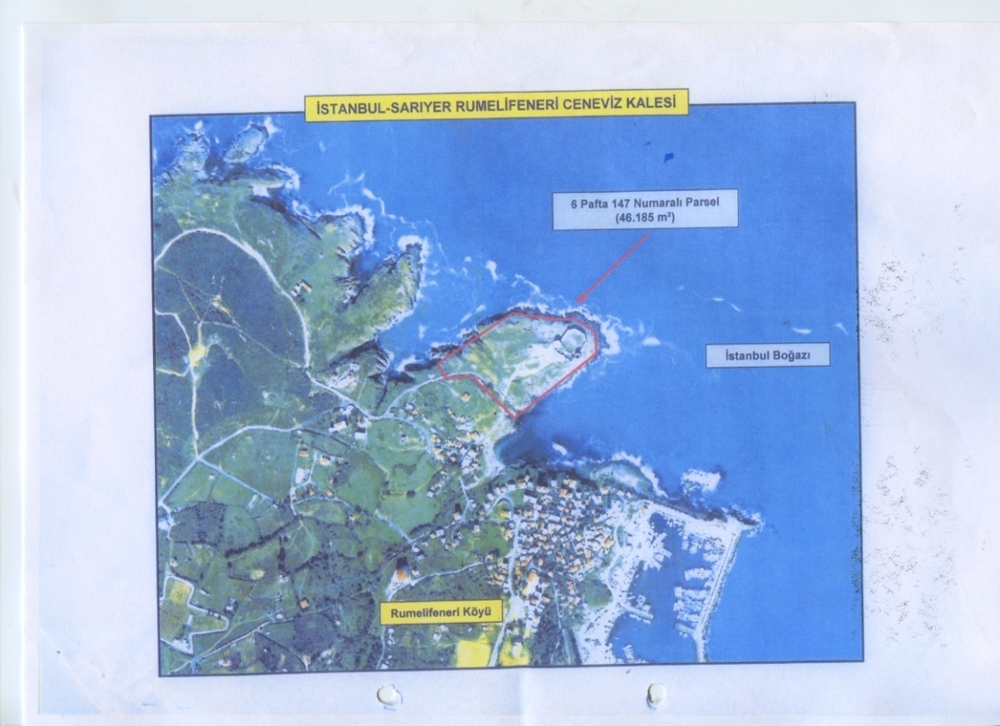 İSTANBUL-SARIYER RUMELİFENERİ CENEVİZ KALESİ
6 Pafta 147 Numaralı Parsel
(46.185 m²)
İstanbul Boğazı
Rumelifeneri Köyü